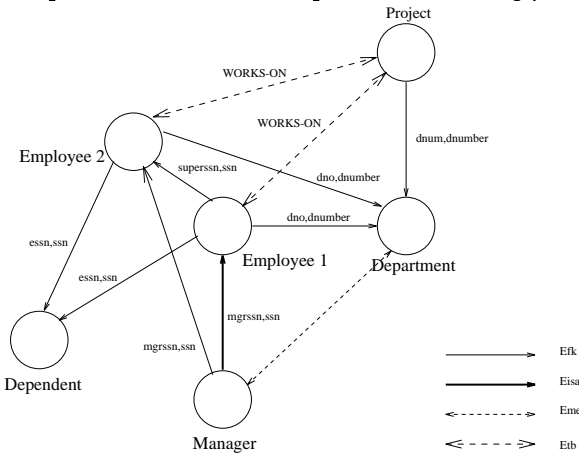 Project
WORKS-ON
WORKS-ON
dnum,dnumber
Employee 2
superssn,ssn
dno,dnumber
dno,dnumber
essn,ssn
Employee 1
Department
essn,ssn
mgrssn,ssn
mgrssn,ssn
Dependent
Manager
Efk
Eisa
Eme
Etb